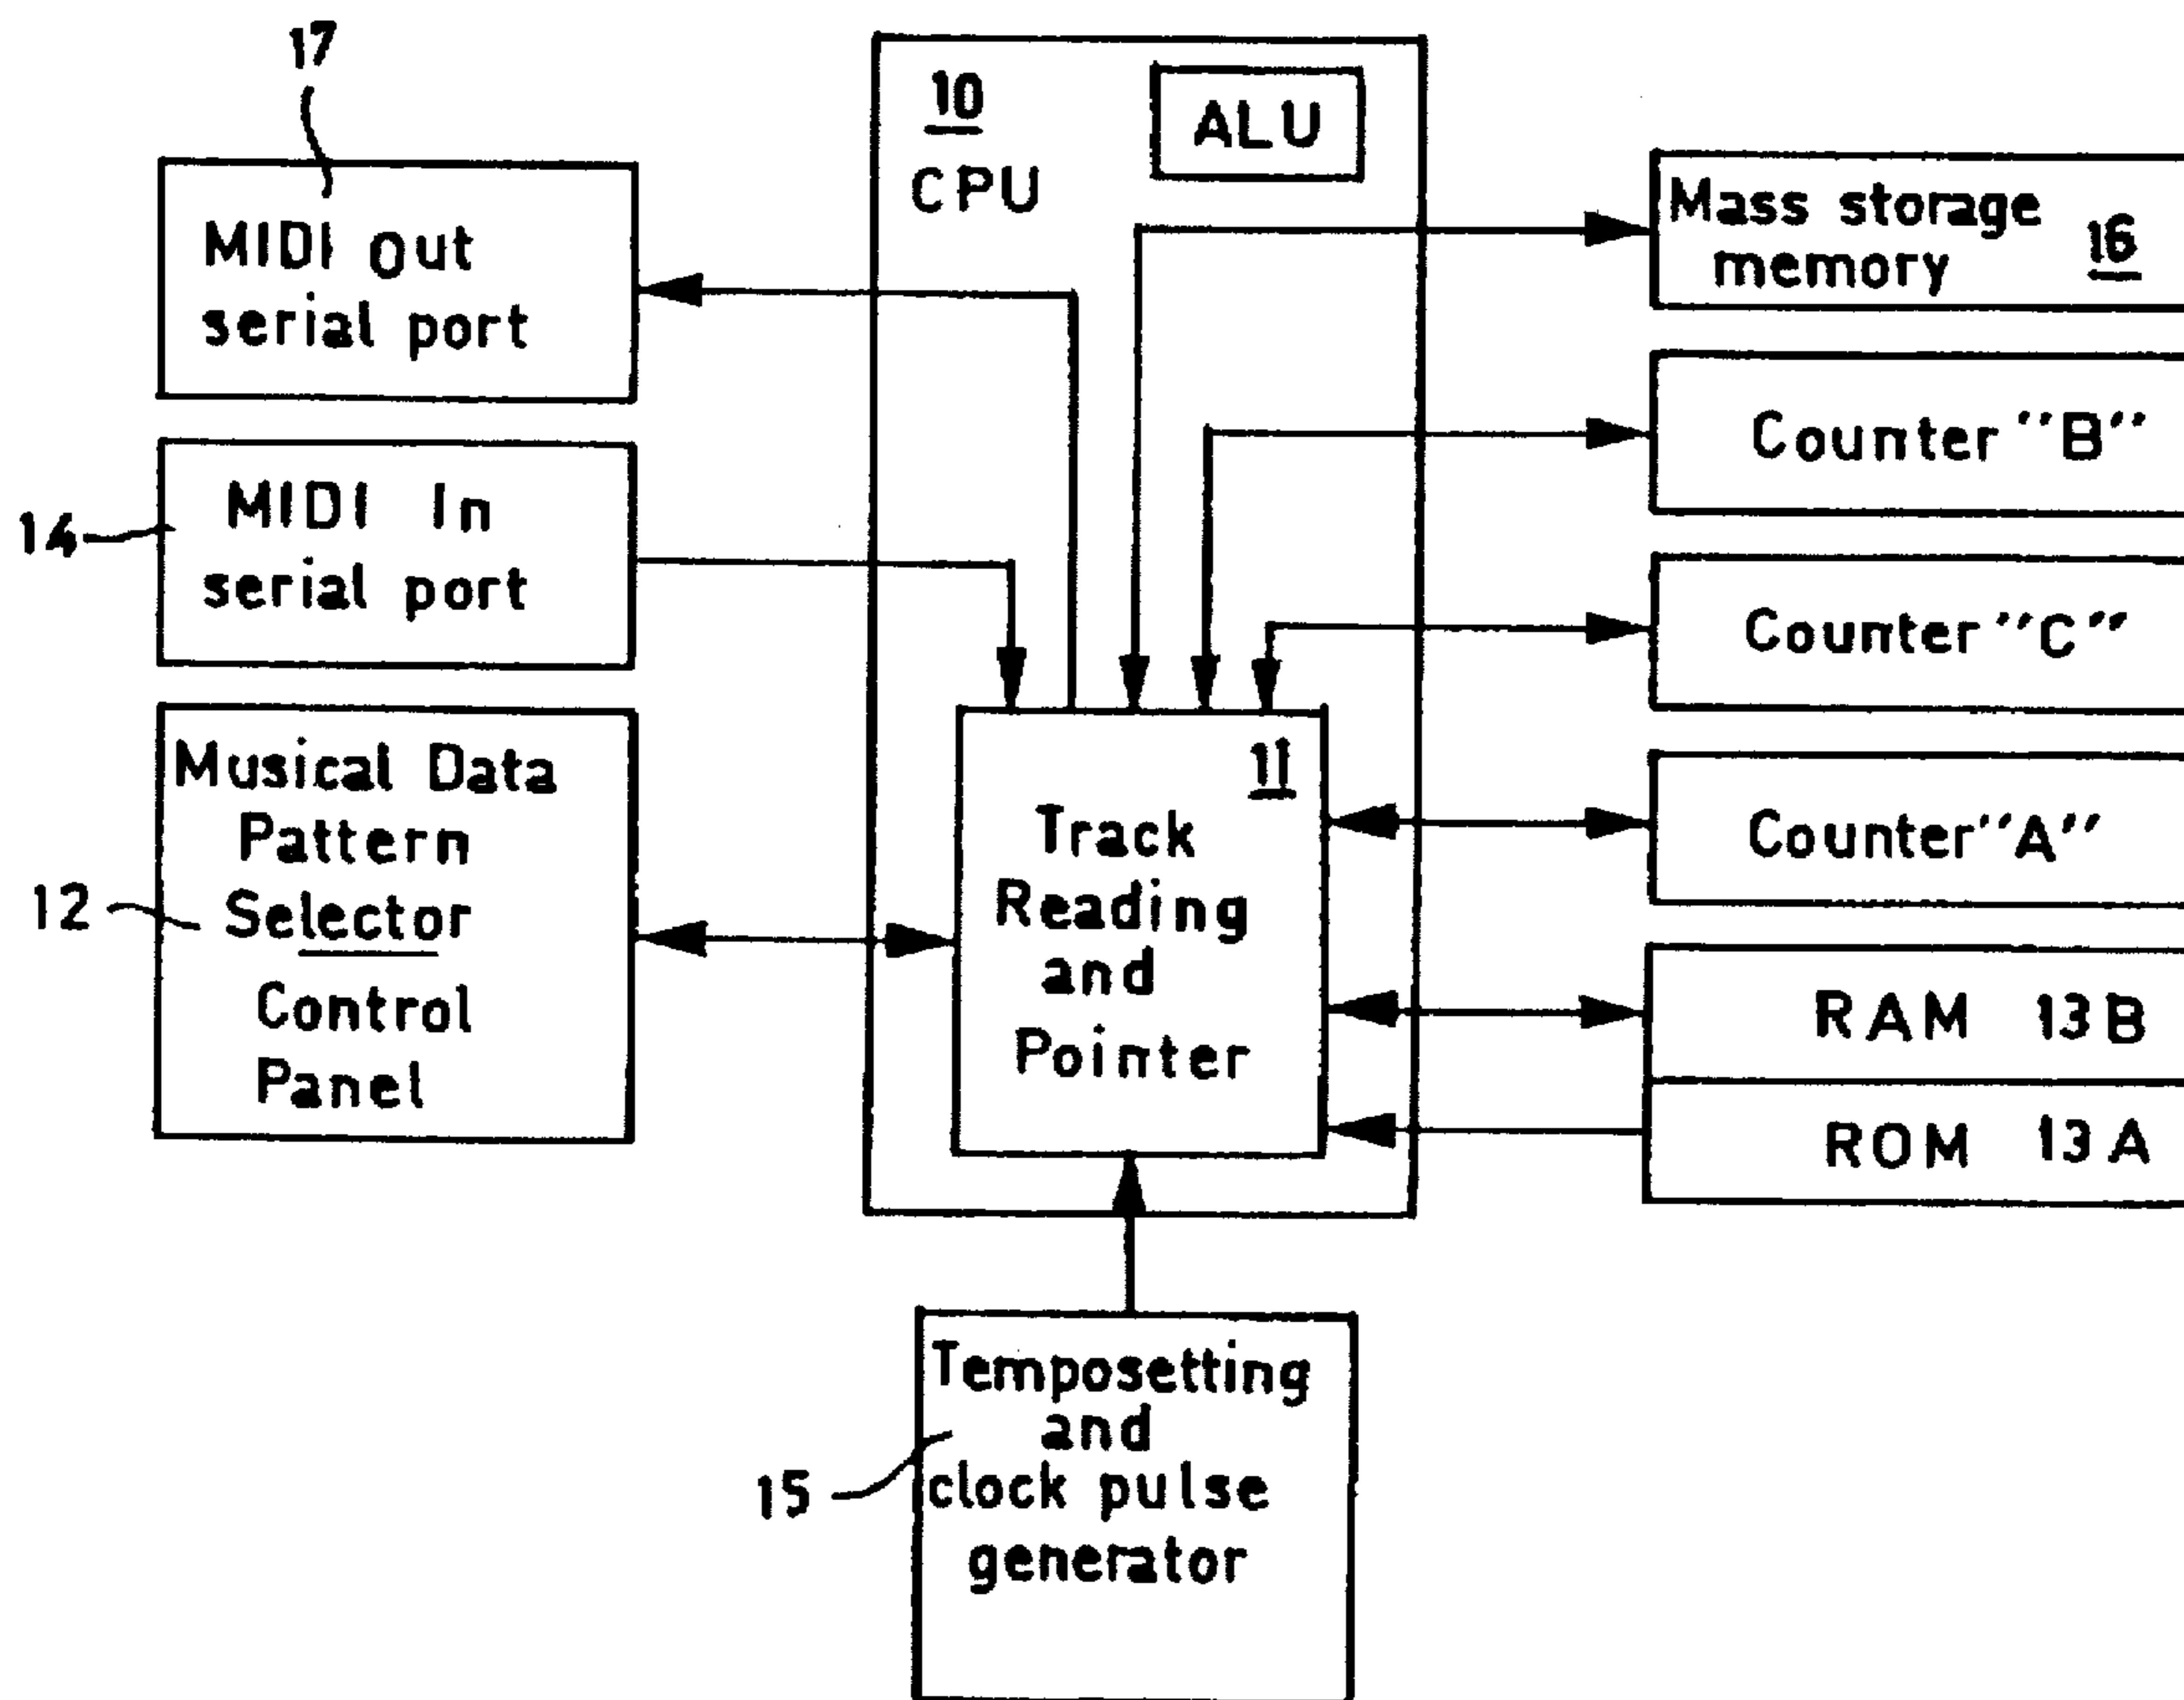 17
MIDI Out
serial port
14
MIDI In
serial port
12
Musical Data
Pattern
Selector
Control
Panel
10
CPU
ALU
11
Track
Reading
and
Pointer
15
Temposetting
and
clock pulse
generator
Mass storage
memory 16
Counter "B"
Counter "C"
Counter "A"
RAM 13B
ROM 13A